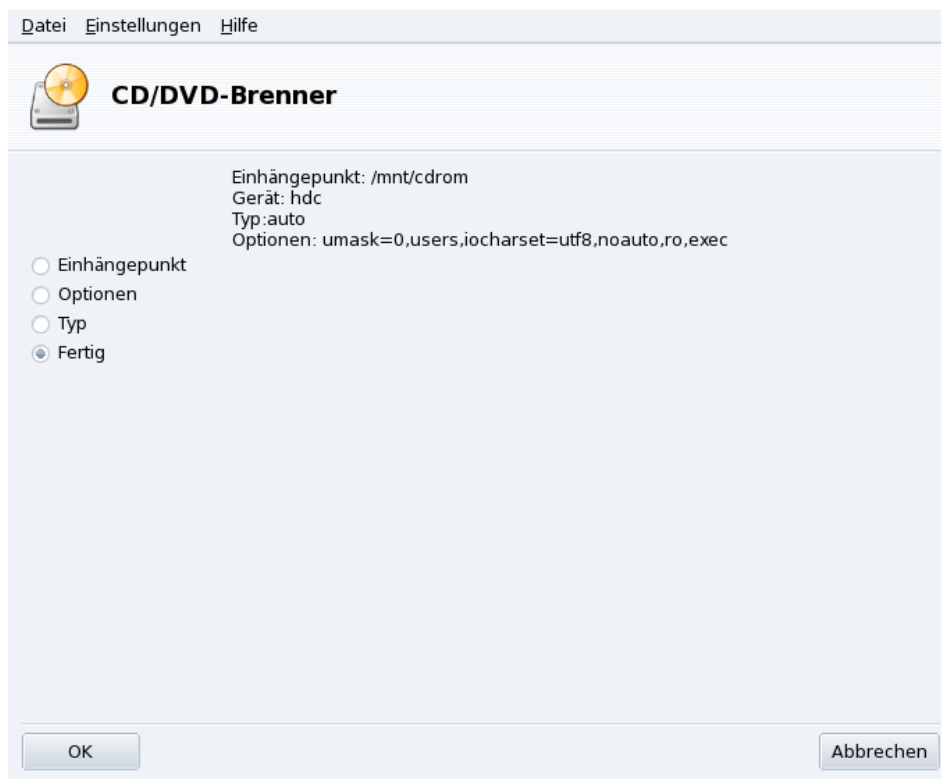 Datei Einstellungen Hilfe
CD/DVD-Brenner
Einhängepunkt: /mnt/cdrom
Gerät: hdc
Typ:auto
Optionen: umask=0,users,iocharset=utf8,noauto,ro,exec
Einhängepunkt
Optionen
Typ
Fertig
OK Abbrechen